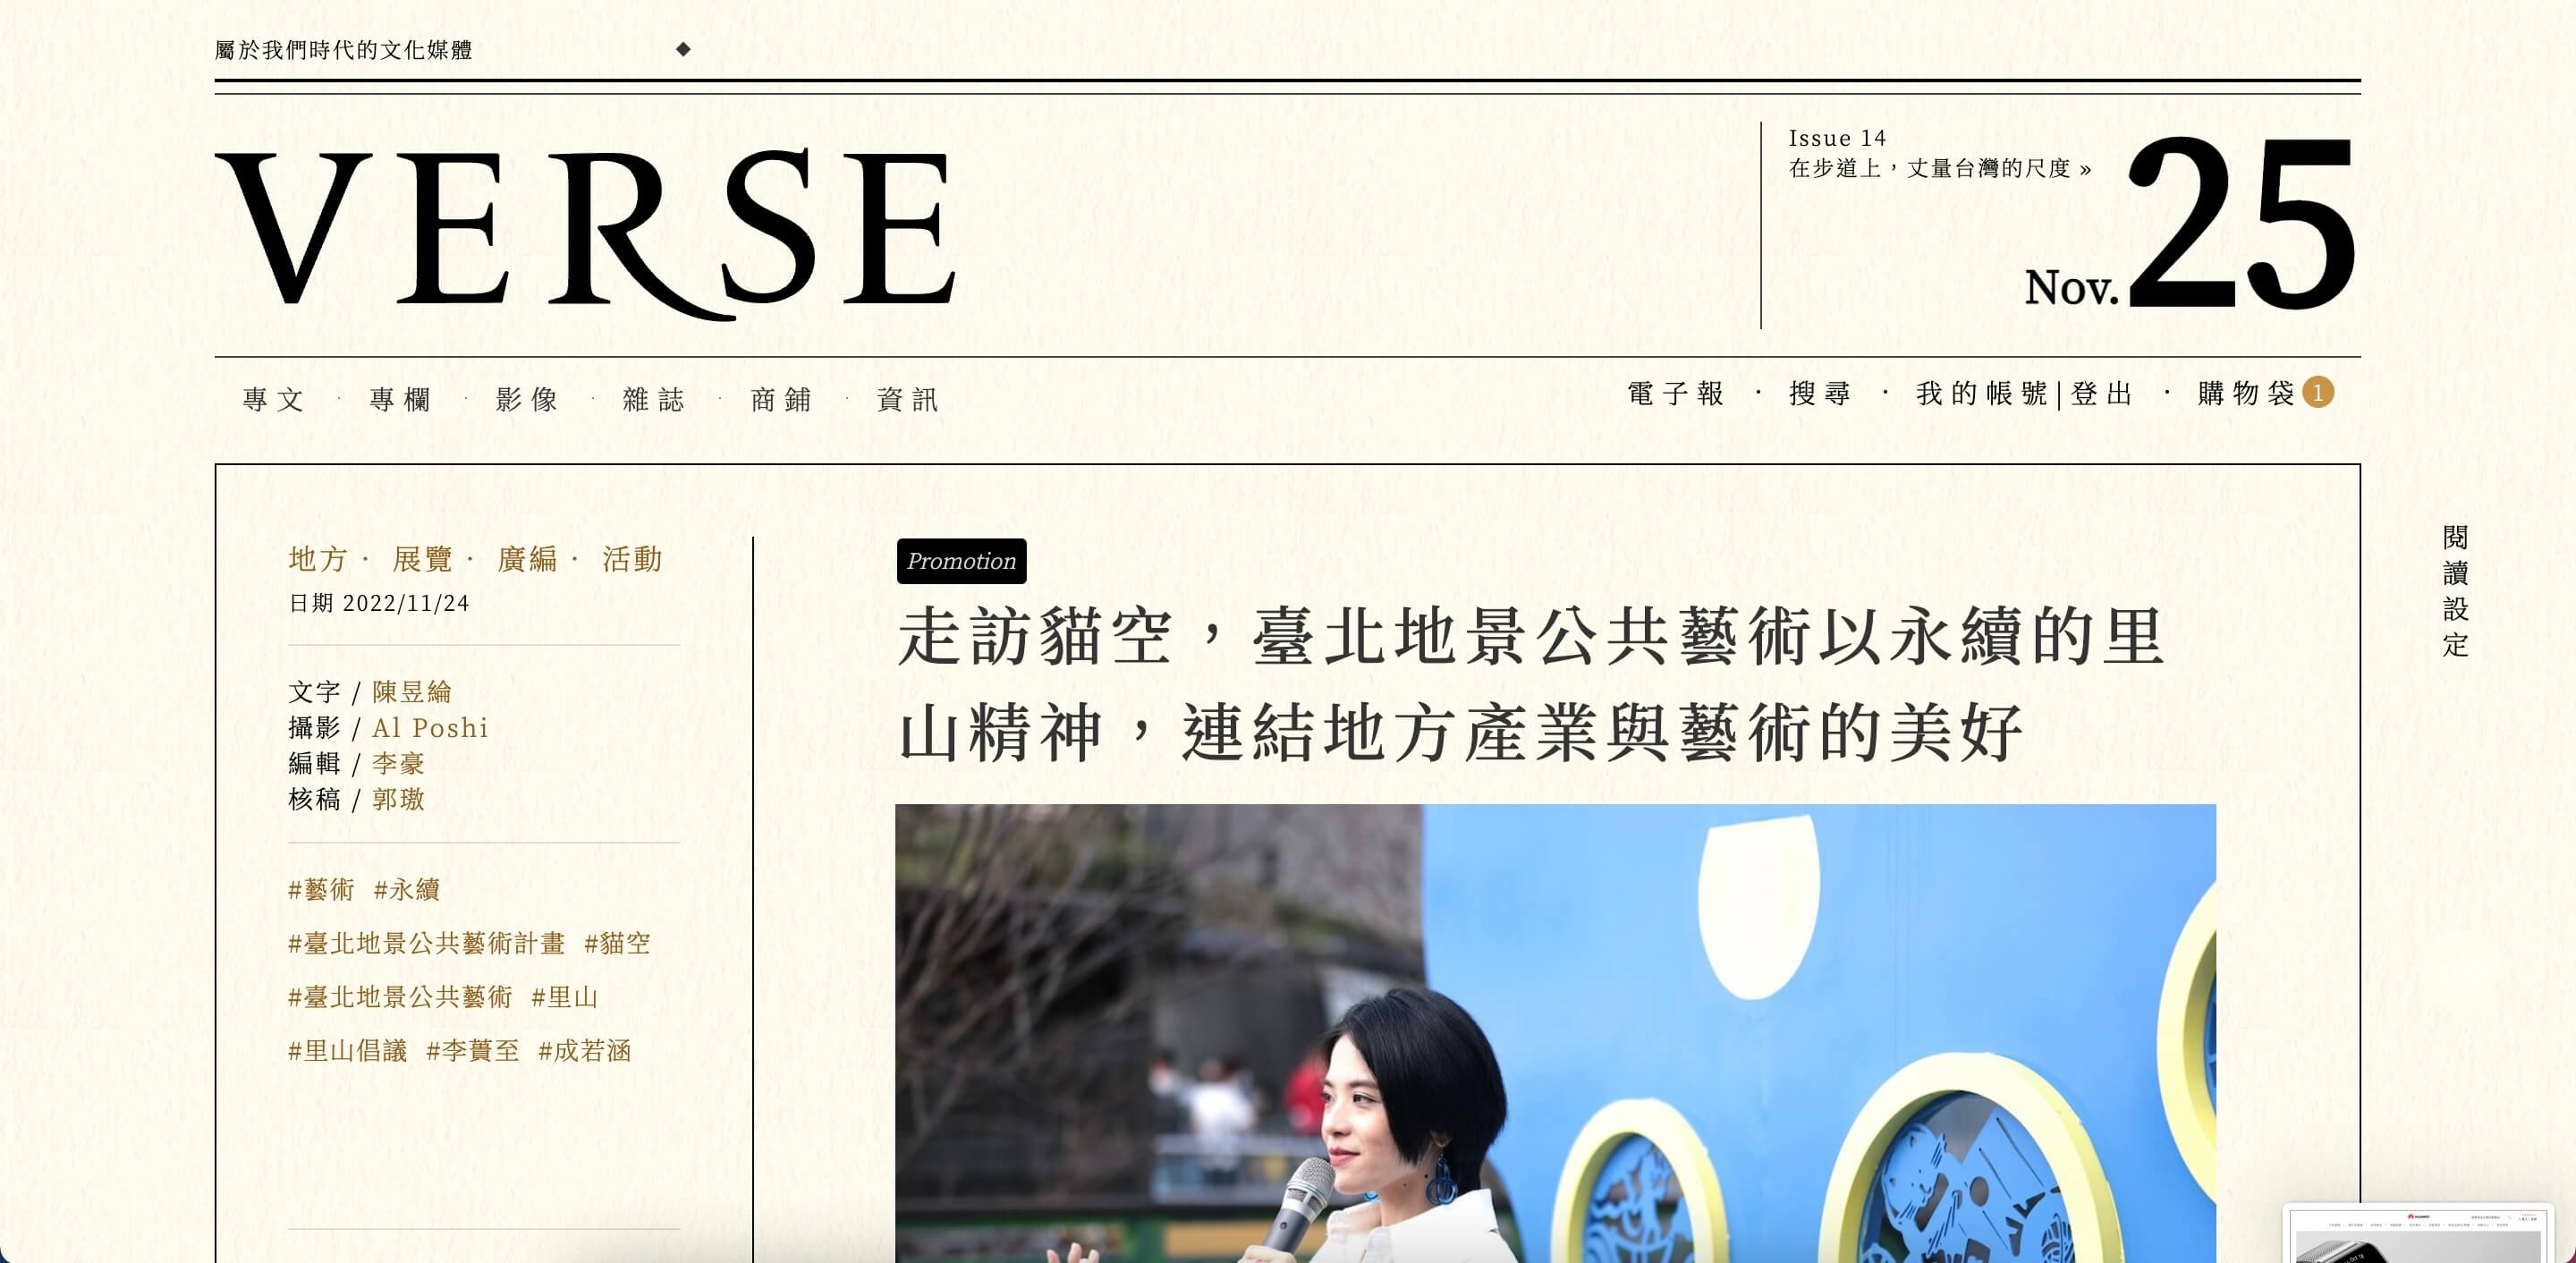 屬於我們時代的文化媒體 ◆
VERSE
Issue 14
在步道上，丈量台灣的尺度 »
Nov. 25
專文 · 專欄 · 影像 · 雜誌 · 商鋪 · 資訊
電子報 · 搜尋 · 我的帳號|登出 · 購物袋 1
地方 · 展覽 · 廣編 · 活動
日期 2022/11/24
文字 / 陳昱綸
攝影 / Al Poshi
編輯 / 李豪
核稿 / 郭璈
#藝術 #永續
#臺北地景公共藝術計畫 #貓空
#臺北地景公共藝術 #里山
#里山倡議 #李蕢至 #成若涵
Promotion
走訪貓空，臺北地景公共藝術以永續的里
山精神，連結地方產業與藝術的美好
閱讀設定